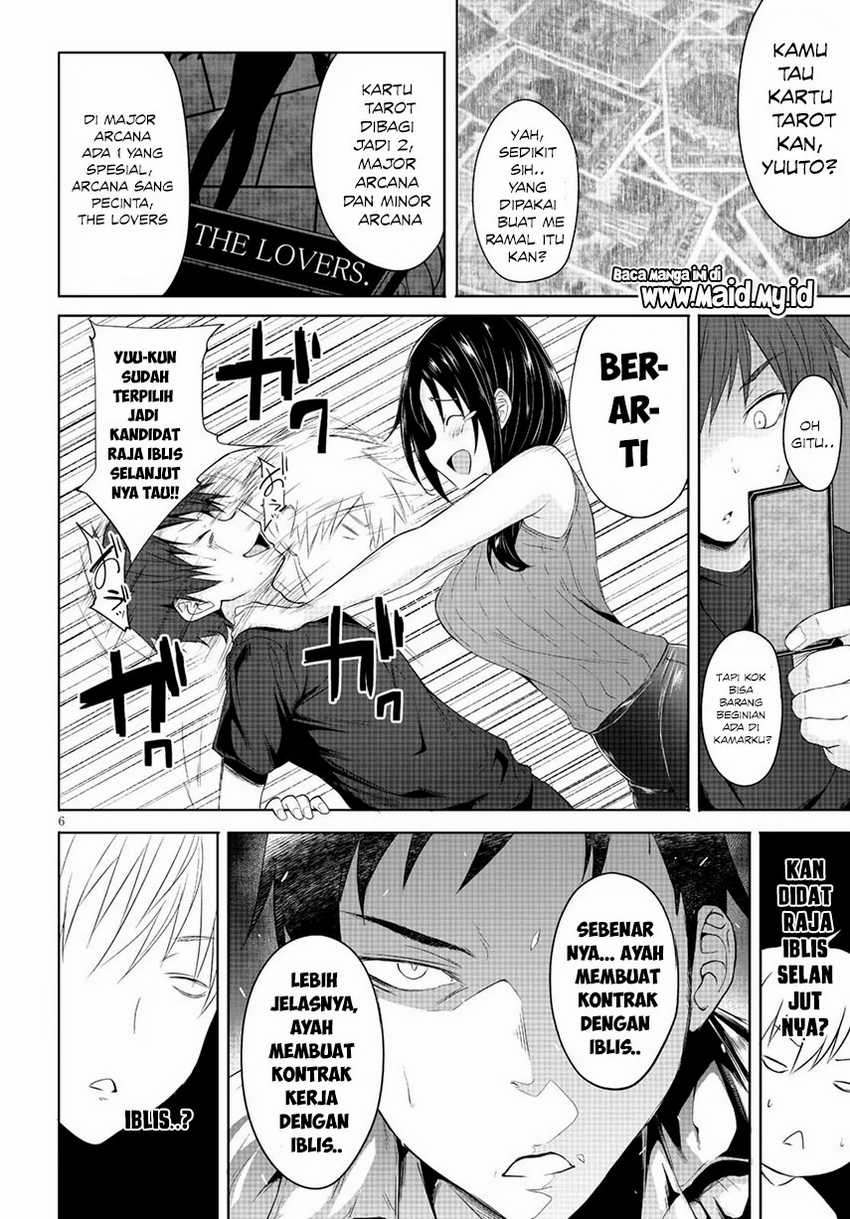 KAMU
TAU
KARTU
TAROT
KAN,
YUUTO?
YAH,
SEDIKIT
SIH..
YANG
DIPAKAI
BUAT ME
RAMAL ITU
KAN?
KARTU
TAROT
DIBAGI
JADI 2,
MAJOR
ARCANA
DAN MINOR
ARCANA
DI MAJOR
ARCANA
ADA 1 YANG
SPESIAL,
ARCANA SANG
PECINTA,
THE LOVERS
THE LOVERS.
Baca Manga ini di
www.Maid.My.id
OH
GITU..
TAPI KOK
BISA
BARANG
BEGINIAN
ADA DI
KAMARKU?
BER-
AR-
TI
YUU-KUN
SUDAH
TERPILIH
JADI
KANDIDAT
RAJA IBLIS
SELANJUT
NYA TAU!!
ガク
ガク
6
KAN
DIDAT
RAJA
IBLIS
SELAN
JUT
NYA?
SEBENAR
NYA... AYAH
MEMBUAT
KONTRAK
DENGAN
IBLIS..
LEBIH
JELASNYA,
AYAH
MEMBUAT
KONTRAK
KERJA
DENGAN
IBLIS..
IBLIS..?